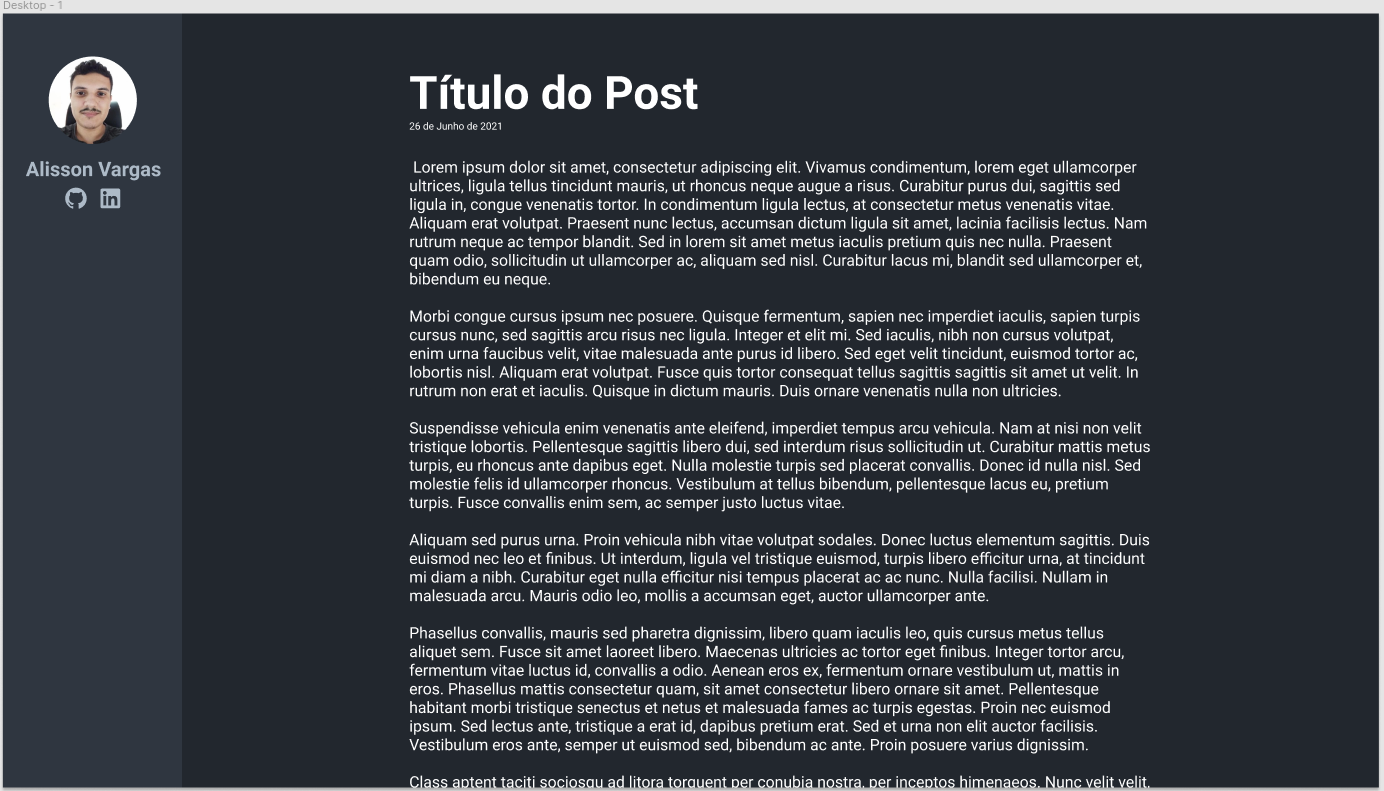 Desktop - 1
Alisson Vargas
Título do Post
26 de Junho de 2021
Lorem ipsum dolor sit amet, consectetur adipiscing elit. Vivamus condimentum, lorem eget ullamcorper
ultrices, ligula tellus tincidunt mauris, ut rhoncus neque augue a risus. Curabitur purus dui, sagittis sed
ligula in, congue venenatis tortor. In condimentum ligula lectus, at consectetur metus venenatis vitae.
Aliquam erat volutpat. Praesent nunc lectus, accumsan dictum ligula sit amet, lacinia facilisis lectus. Nam
rutrum neque ac tempor blandit. Sed in lorem sit amet metus iaculis pretium quis nec nulla. Praesent
quam odio, sollicitudin ut ullamcorper ac, aliquam sed nisl. Curabitur lacus mi, blandit sed ullamcorper et,
bibendum eu neque.
Morbi congue cursus ipsum nec posuere. Quisque fermentum, sapien nec imperdiet iaculis, sapien turpis
cursus nunc, sed sagittis arcu risus nec ligula. Integer et elit mi. Sed iaculis, nibh non cursus volutpat,
enim urna faucibus velit, vitae malesuada ante purus id libero. Sed eget velit tincidunt, euismod tortor ac,
lobortis nisl. Aliquam erat volutpat. Fusce quis tortor consequat tellus sagittis sagittis sit amet ut velit. In
rutrum non erat et iaculis. Quisque in dictum mauris. Duis ornare venenatis nulla non ultricies.
Suspendisse vehicula enim venenatis ante eleifend, imperdiet tempus arcu vehicula. Nam at nisi non velit
tristique lobortis. Pellentesque sagittis libero dui, sed interdum risus sollicitudin ut. Curabitur mattis metus
turpis, eu rhoncus ante dapibus eget. Nulla molestie turpis sed placerat convallis. Donec id nulla nisl. Sed
molestie felis id ullamcorper rhoncus. Vestibulum at tellus bibendum, pellentesque lacus eu, pretium
turpis. Fusce convallis enim sem, ac semper justo luctus vitae.
Aliquam sed purus urna. Proin vehicula nibh vitae volutpat sodales. Donec luctus elementum sagittis. Duis
euismod nec leo et finibus. Ut interdum, ligula vel tristique euismod, turpis libero efficitur urna, at tincidunt
mi diam a nibh. Curabitur eget nulla efficitur nisi tempus placerat ac ac nunc. Nulla facilisi. Nullam in
malesuada arcu. Mauris odio leo, mollis a accumsan eget, auctor ullamcorper ante.
Phasellus convallis, mauris sed pharetra dignissim, libero quam iaculis leo, quis cursus metus tellus
aliquet sem. Fusce sit amet laoreet libero. Maecenas ultricies ac tortor eget finibus. Integer tortor arcu,
fermentum vitae luctus id, convallis a odio. Aenean eros ex, fermentum ornare vestibulum ut, mattis in
eros. Phasellus mattis consectetur quam, sit amet consectetur libero ornare sit amet. Pellentesque
habitant morbi tristique senectus et netus et malesuada fames ac turpis egestas. Proin nec euismod
ipsum. Sed lectus ante, tristique a erat id, dapibus pretium erat. Sed et urna non elit auctor facilisis.
Vestibulum eros ante, semper ut euismod sed, bibendum ac ante. Proin posuere varius dignissim.
Class aptent taciti sociosqu ad litora torquent per conubia nostra, per inceptos himenaeos. Nunc velit velit,